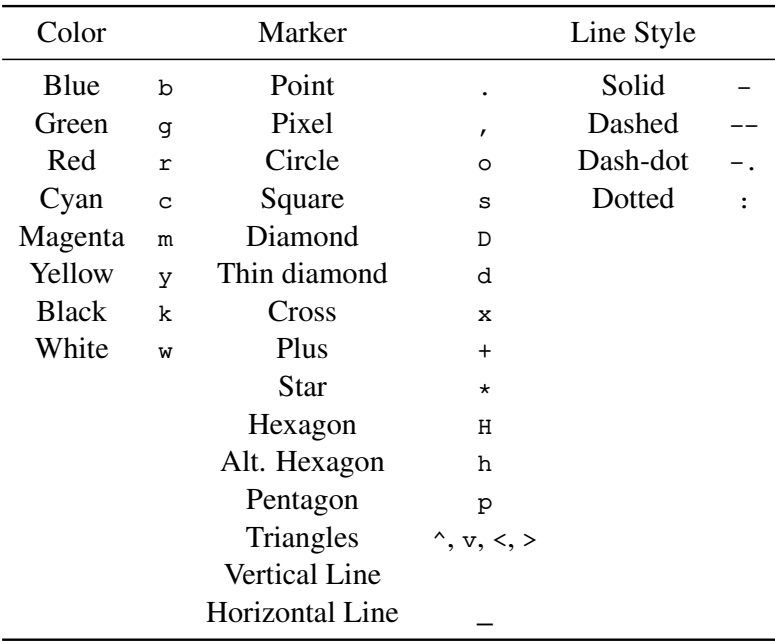 Color Marker Line Style
Blue b Point . Solid -
Green g Pixel , Dashed --
Red r Circle o Dash-dot -.
Cyan c Square s Dotted :
Magenta m Diamond D
Yellow y Thin diamond d
Black k Cross x
White w Plus +
Star *
Hexagon H
Alt. Hexagon h
Pentagon p
Triangles ^, v, <, >
Vertical Line
Horizontal Line _